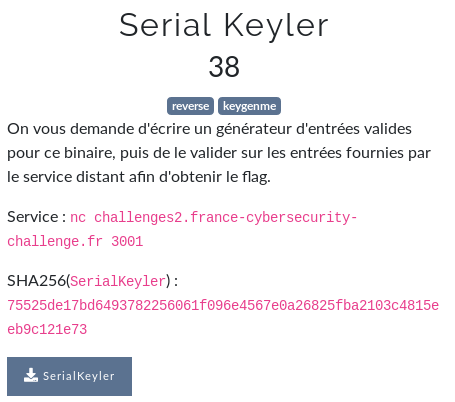 Serial Keyler
38
reverse keygenme
On vous demande d'écrire un générateur d'entrées valides
pour ce binaire, puis de le valider sur les entrées fournies par
le service distant afin d'obtenir le flag.
Service : nc challenges2.france-cybersecurity-
challenge.fr 3001
SHA256(SerialKeyler) :
75525de17bd6493782256061f096e4567e0a26825fba2103c4815e
eb9c121e73
SerialKeyler